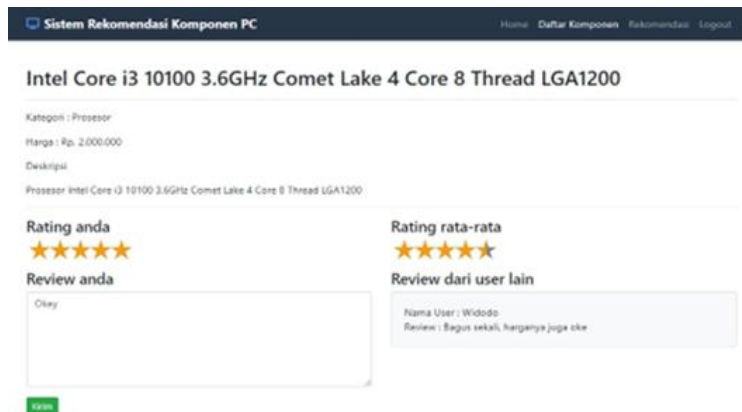 Sistem Rekomendasi Komponen PC
Home Daftar Komponen Rekomendasi Logout
Intel Core i3 10100 3.6GHz Comet Lake 4 Core 8 Thread LGA1200
Kategori : Prosesor
Harga : Rp. 2.000.000
Deskripsi
Prosesor Intel Core i3 10100 3.6GHz Comet Lake 4 Core 8 Thread LGA1200
Rating anda
Rating rata-rata
Review anda
Okey
Kirim
Review dari user lain
Nama User : Widodo
Review : Bagus sekali, harganya juga oke